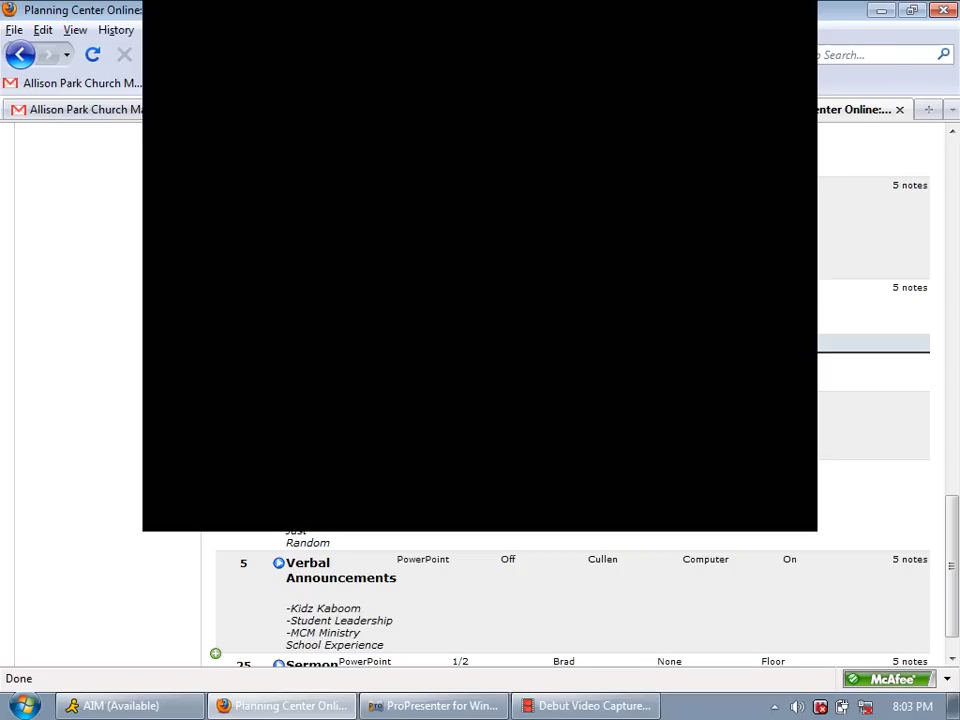 Planning Center Online:
File Edit View History
Search...
Allison Park Church M...
Allison Park Church Ma
enter Online:...
5 notes
5 notes
Random
5 Verbal Announcements PowerPoint Off Cullen Computer On 5 notes
-Kidz Kaboom
-Student Leadership
-MCM Ministry
School Experience
25 Sermon PowerPoint 1/2 Brad None Floor 5 notes
Done
McAfee
AIM (Available) Planning Center Onli... ProPresenter for Win... Debut Video Capture... 8:03 PM